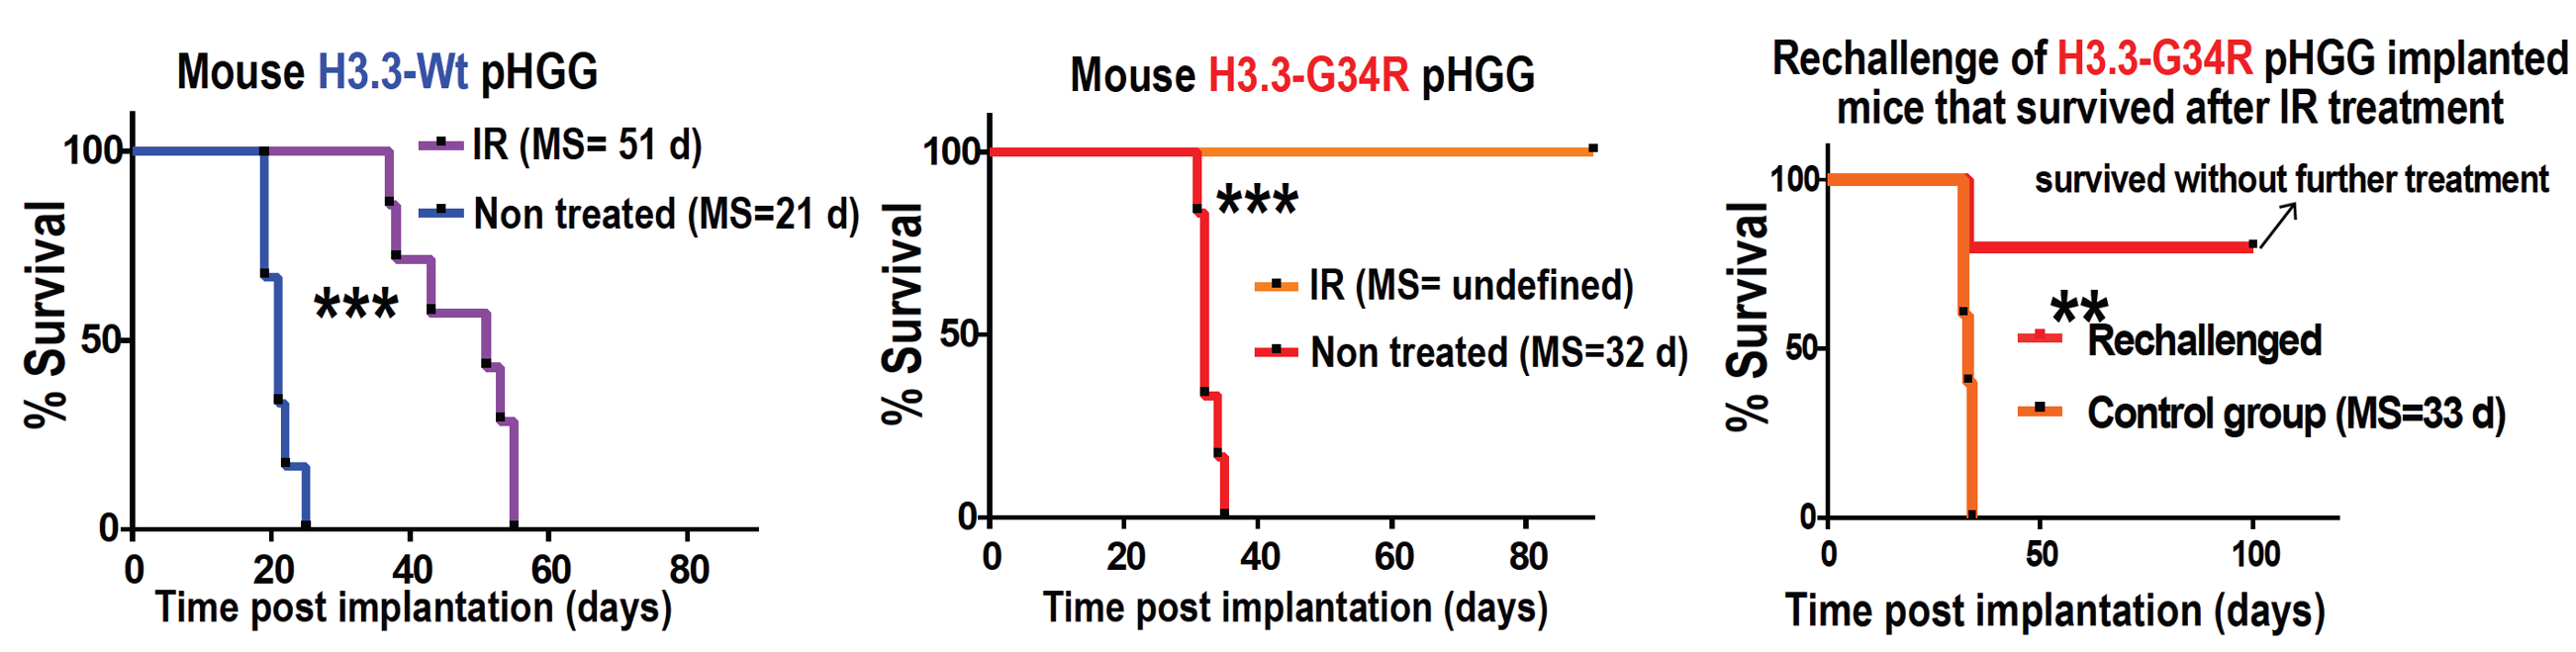 Mouse H3.3-Wt pHGG
IR (MS= 51 d)
Non treated (MS=21 d)
***
100
50
0
% Survival
0 20 40 60 80
Time post implantation (days)
Mouse H3.3-G34R pHGG
***
IR (MS= undefined)
Non treated (MS=32 d)
100
50
0
% Survival
0 20 40 60 80
Time post implantation (days)
Rechallenge of H3.3-G34R pHGG implanted
mice that survived after IR treatment
survived without further treatment
**
Rechallenged
Control group (MS=33 d)
100
50
0
% Survival
0 50 100
Time post implantation (days)